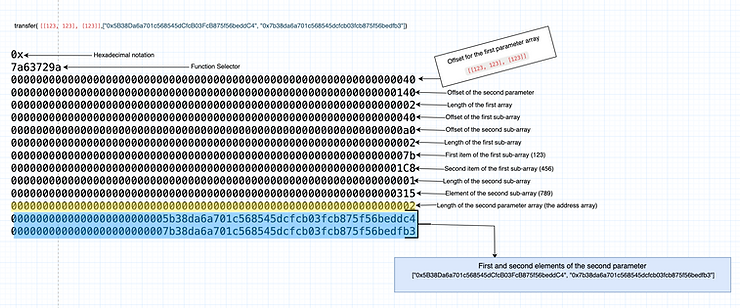 transfer( [[123, 123], [123]],["0x5B38Da6a701c568545dCfcB03FcB875f56beddC4", "0x7b38da6a701c568545dcfcb03fcb875f56bedfb3"])
Offset for the first parameter array
[[123, 123], [123]]
0x Hexadecimal notation
7a63729a Function Selector
0000000000000000000000000000000000000000000000000000000000000040
0000000000000000000000000000000000000000000000000000000000000140 Offset of the second parameter
0000000000000000000000000000000000000000000000000000000000000002 Length of the first array
0000000000000000000000000000000000000000000000000000000000000040 Offset of the first sub-array
00000000000000000000000000000000000000000000000000000000000000a0 Offset of the second sub-array
0000000000000000000000000000000000000000000000000000000000000002 Length of the first sub-array
000000000000000000000000000000000000000000000000000000000000007b First item of the first sub-array (123)
00000000000000000000000000000000000000000000000000000000000001C8 Second item of the first sub-array (456)
0000000000000000000000000000000000000000000000000000000000000001 Length of the second sub-array
0000000000000000000000000000000000000000000000000000000000000315 Element of the second sub-array (789)
0000000000000000000000000000000000000000000000000000000000000002 Length of the second parameter array (the address array)
0000000000000000000000005b38da6a701c568545dcfcb03fcb875f56beddc4
0000000000000000000000007b38da6a701c568545dcfcb03fcb875f56bedfb3
First and second elements of the second parameter
["0x5B38Da6a701c568545dCfcB03FcB875f56beddC4", "0x7b38da6a701c568545dcfcb03fcb875f56bedfb3"]